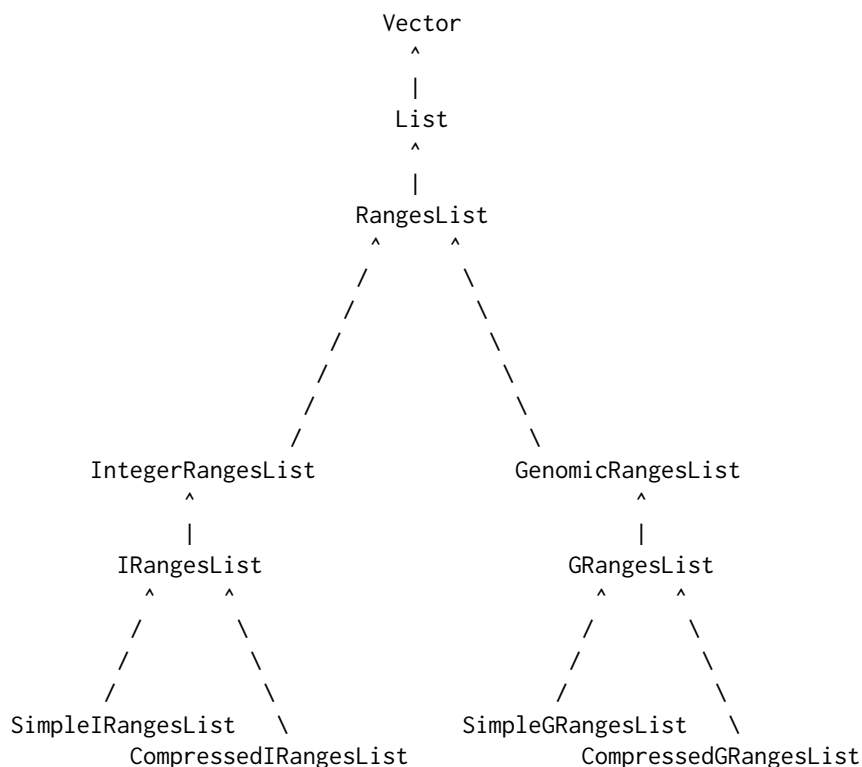 Vector
^
|
List
^
|
RangesList
^ ^
/ \
/ \
/ \
/ \
/ \
/ \
IntegerRangesList GenomicRangesList
^ ^
| |
IRangesList GRangesList
^ ^ ^ ^
/ \ / \
/ \ / \
/ \ / \
SimpleIRangesList \ SimpleGRangesList \
CompressedIRangesList CompressedGRangesList